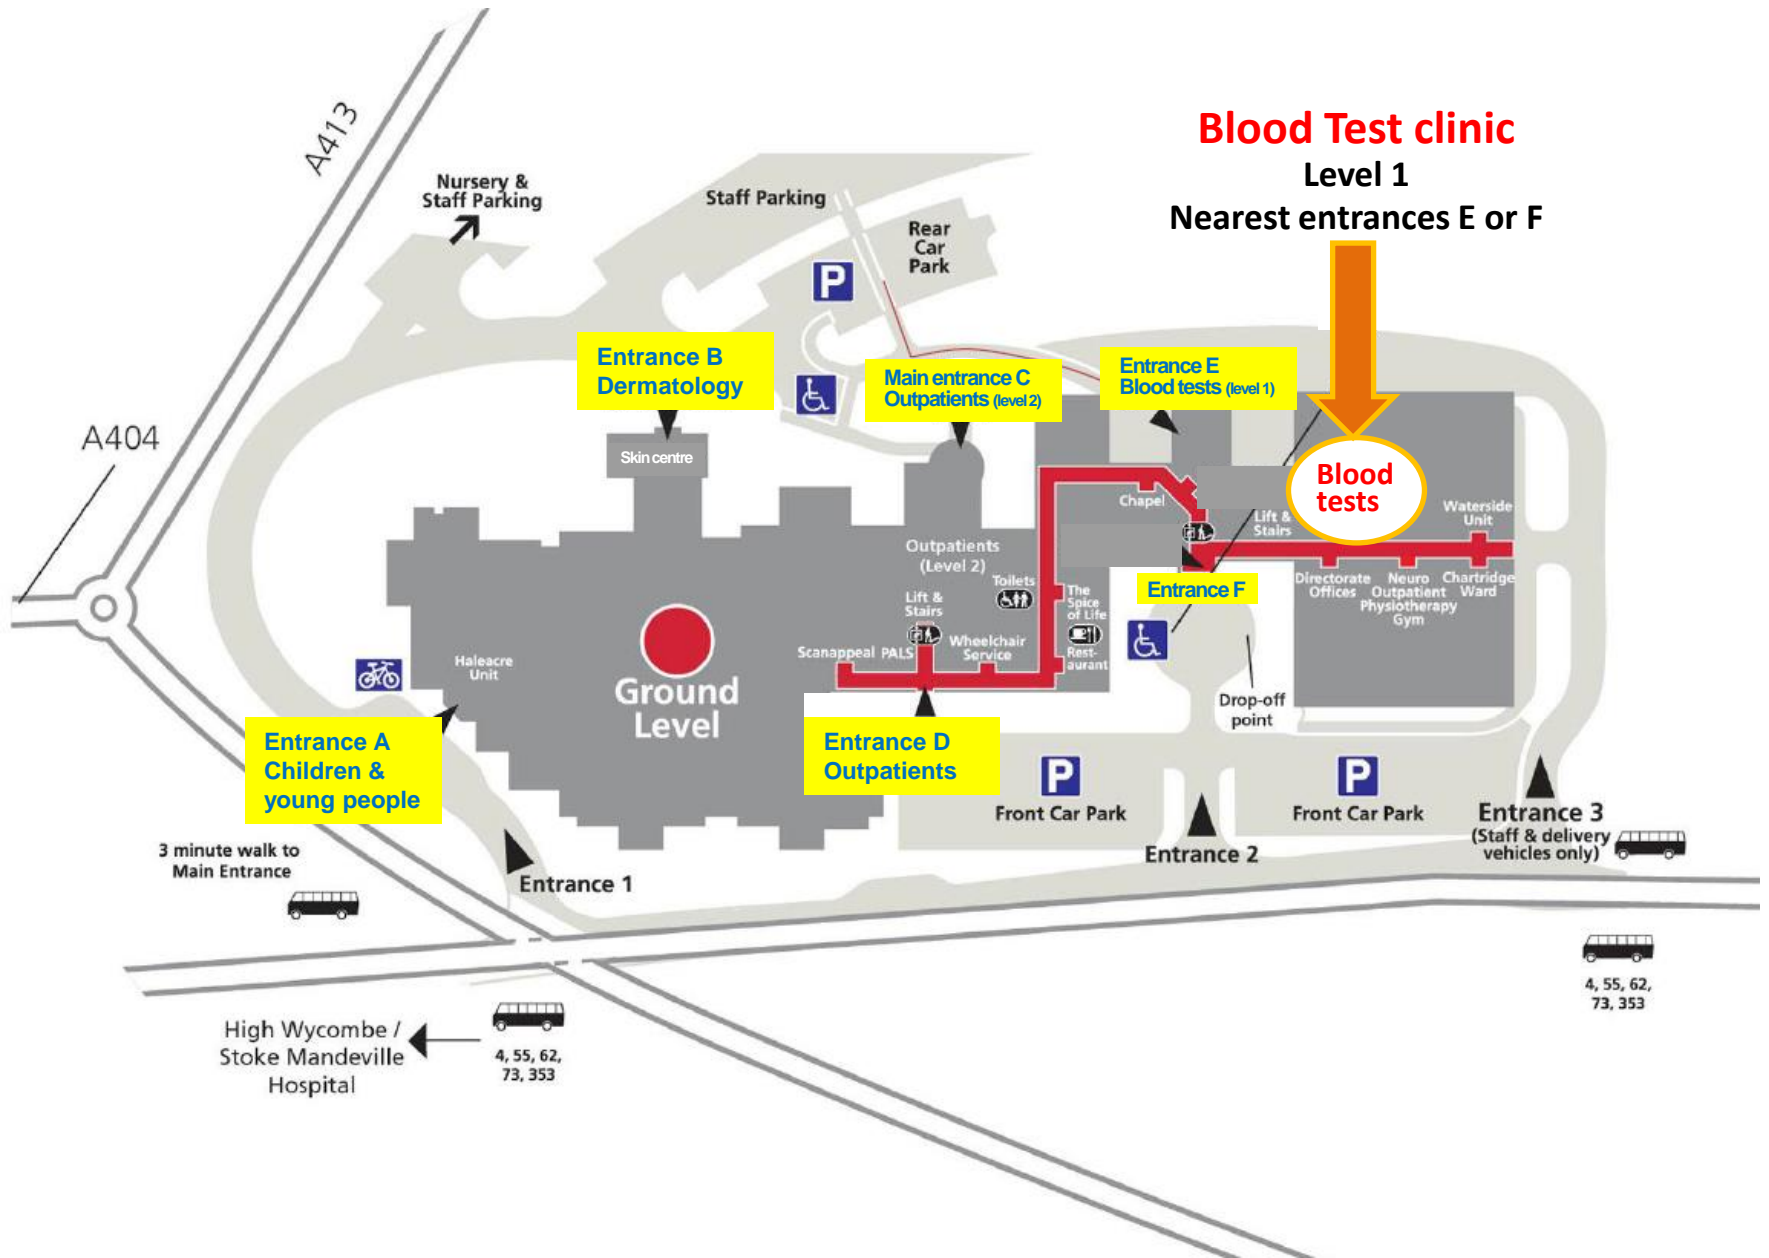 A413
Nursery &
Staff Parking
Staff Parking
Rear
Car
Park
P
Blood Test clinic
Level 1
Nearest entrances E or F
Entrance B
Dermatology
Main entrance C
Outpatients (level 2)
Entrance E
Blood tests (level 1)
A404
Skin centre
Blood
tests
Chapel
Lift &
Stairs
Waterside
Unit
Outpatients
(Level 2)
Toilets
Lift &
Stairs
The
Spice
of Life
Rest-
aurant
Entrance F
Directorate
Offices
Neuro
Outpatient
Physiotherapy
Gym
Chartridge
Ward
Scanappeal
PALS
Wheelchair
Service
Haleacre
Unit
Ground
Level
Drop-off
point
Entrance A
Children &
young people
Entrance D
Outpatients
P
Front Car Park
P
Front Car Park
Entrance 3
(Staff & delivery
vehicles only)
Entrance 2
3 minute walk to
Main Entrance
Entrance 1
4, 55, 62,
73, 353
High Wycombe /
Stoke Mandeville
Hospital
4, 55, 62,
73, 353